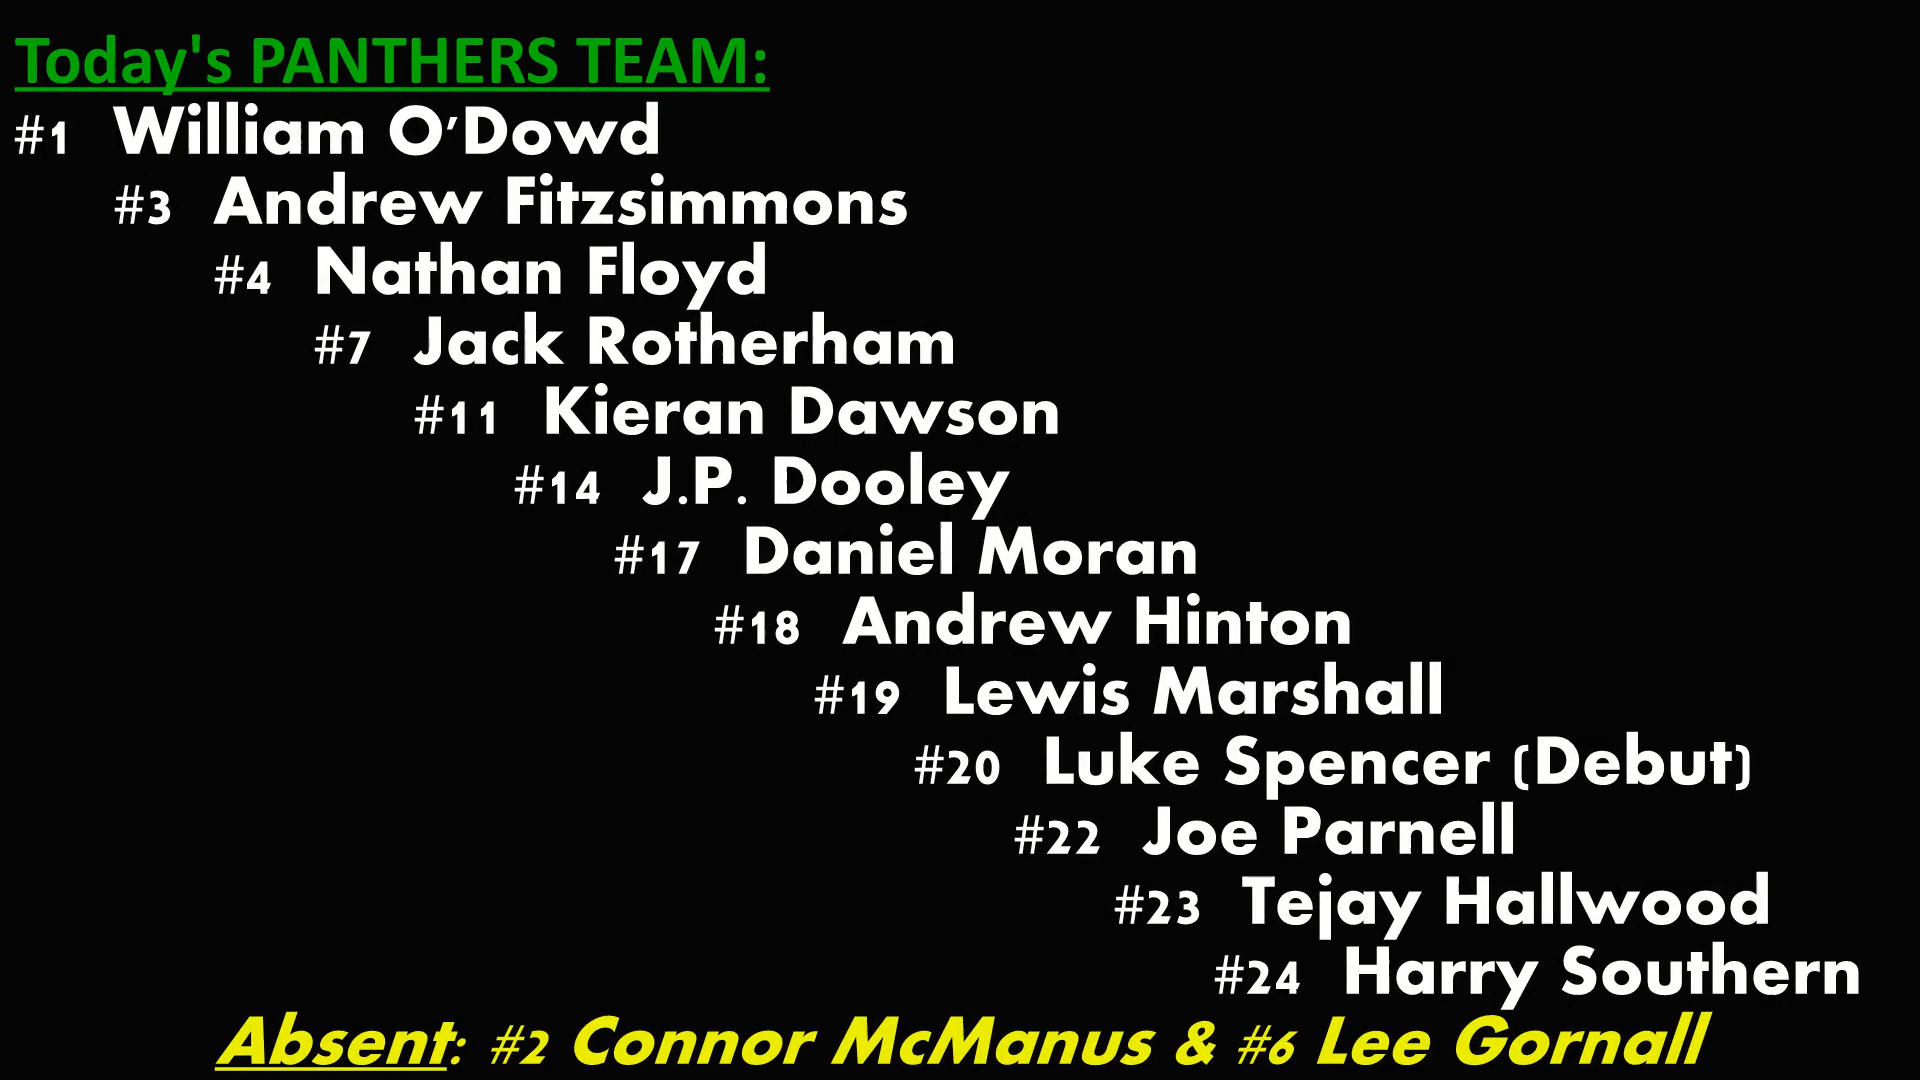 Today's PANTHERS TEAM:
#1 William O'Dowd
#3 Andrew Fitzsimmons
#4 Nathan Floyd
#7 Jack Rotherham
#11 Kieran Dawson
#14 J.P. Dooley
#17 Daniel Moran
#18 Andrew Hinton
#19 Lewis Marshall
#20 Luke Spencer (Debut)
#22 Joe Parnell
#23 Tejay Hallwood
#24 Harry Southern
Absent: #2 Connor McManus & #6 Lee Gornall